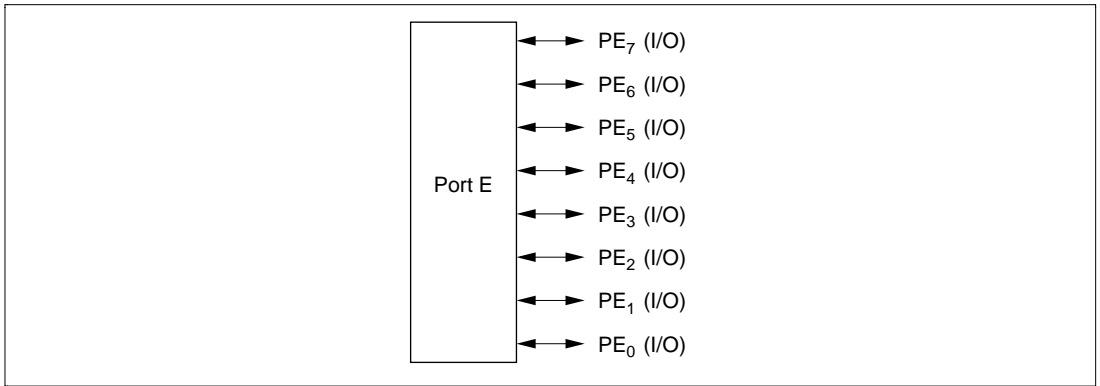 PE₇ (I/O)
PE₆ (I/O)
PE₅ (I/O)
PE₄ (I/O)
Port E
PE₃ (I/O)
PE₂ (I/O)
PE₁ (I/O)
PE₀ (I/O)